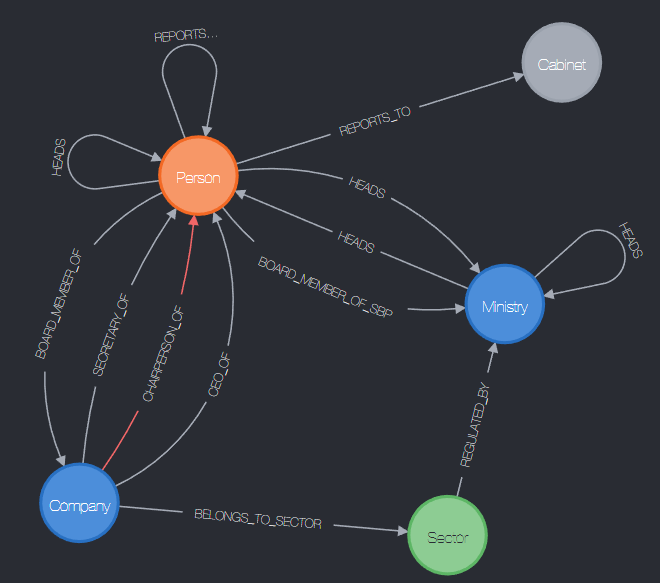 REPORTS...
Cabinet
REPORTS_TO
HEADS
Person
HEADS
HEADS
HEADS
BOARD_MEMBER_OF
BOARD_MEMBER_OF_SBP
SECRETARY_OF
CHAIRPERSON_OF
CEO_OF
Ministry
REGULATED_BY
Company
BELONGS_TO_SECTOR
Sector